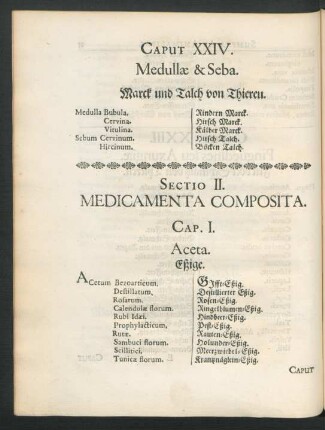 CAPUT XXIV.
Medullæ & Seba.
Marck und Talch von Thieren.
Medulla Bubula. Rindern Marck.
Cervina. Hirsch Marck.
Vitulina. Kälber Marck.
Sebum Cervinum. Hirsch Talch.
Hircinum. Böcken Talch.
SECTIO II.
MEDICAMENTA COMPOSITA.
CAP. I.
Aceta.
Eßige.
ACetum Bezoarticum. GIfft-Eßig.
Destillatum. Destillierter Eßig.
Rosarum. Rosen-Eßig.
Calendulæ florum. Ringelblumen-Eßig.
Rubi Idæi. Hindbeer-Eßig.
Prophylacticum. Pest-Eßig.
Rutæ. Rauten-Eßig.
Sambuci florum. Holunder-Eßig.
Scilliticū. Meerzwiebel-Eßig.
Tunicæ florum. Kratznäglein-Eßig.
CAPUT